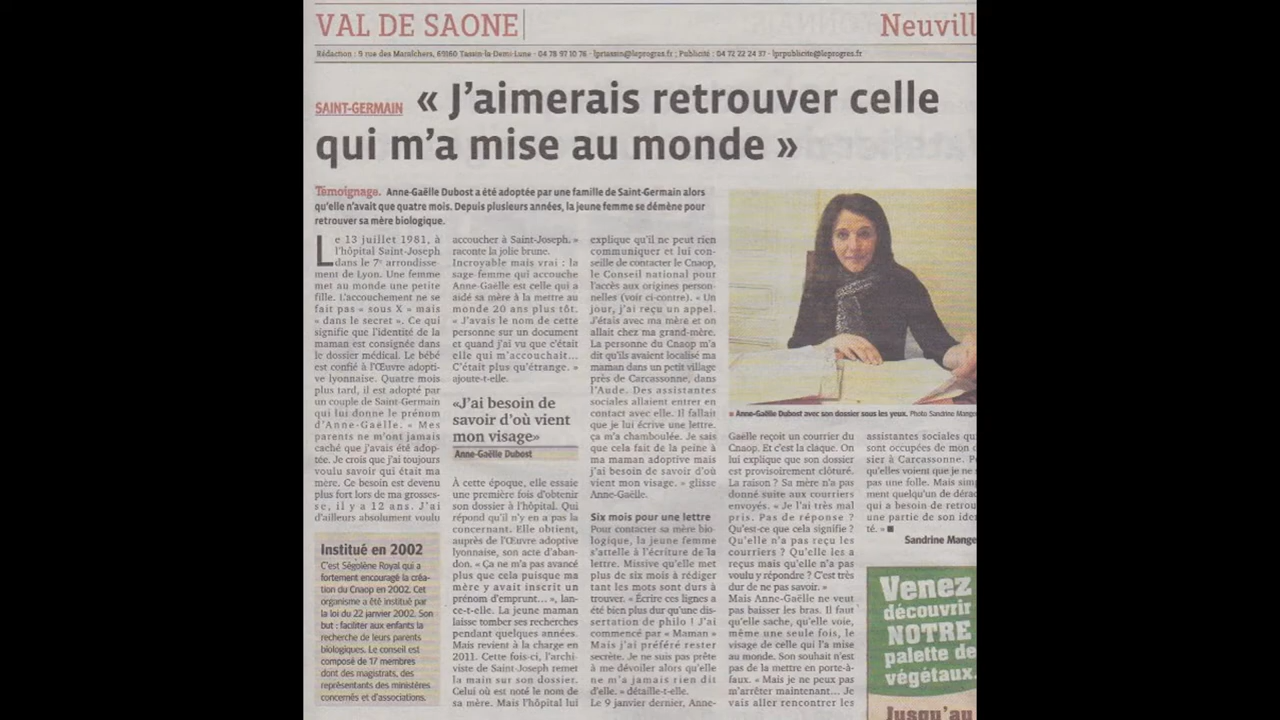 VAL DE SAONE
Neuvill
Rédaction : 9 rue des Maraîchers, 69160 Tassin-la-Demi-Lune - 04 78 97 10 76 - lprtassin@leprogres.fr ; Publicité : 04 72 22 24 37 - lprpublicite@leprogres.fr
SAINT-GERMAIN « J'aimerais retrouver celle
qui m'a mise au monde »
Témoignage. Anne-Gaëlle Dubost a été adoptée par une famille de Saint-Germain alors
qu'elle n'avait que quatre mois. Depuis plusieurs années, la jeune femme se démène pour
retrouver sa mère biologique.
Le 13 juillet 1981, à
l'hôpital Saint-Joseph
dans le 7e arrondisse-
ment de Lyon. Une femme
met au monde une petite
fille. L'accouchement ne se
fait pas « sous X » mais
« dans le secret ». Ce qui
signifie que l'identité de la
maman est consignée dans
le dossier médical. Le bébé
est confié à l'Œuvre adopti-
ve lyonnaise. Quatre mois
plus tard, il est adopté par
un couple de Saint-Germain
qui lui donne le prénom
d'Anne-Gaëlle. « Mes
parents ne m'ont jamais
caché que j'avais été adop-
tée. Je crois que j'ai toujours
voulu savoir qui était ma
mère. Ce besoin est devenu
plus fort lors de ma grosses-
se, il y a 12 ans. J'ai
d'ailleurs absolument voulu
accoucher à Saint-Joseph. »
raconte la jolie brune.
Incroyable mais vrai : la
sage-femme qui accouche
Anne-Gaëlle est celle qui a
aidé sa mère à la mettre au
monde 20 ans plus tôt.
« J'avais le nom de cette
personne sur un document
et quand j'ai vu que c'était
elle qui m'accouchait...
C'était plus qu'étrange. »
ajoute-t-elle.
«J'ai besoin de
savoir d'où vient
mon visage»
Anne-Gaëlle Dubost
À cette époque, elle essaie
une première fois d'obtenir
son dossier à l'hôpital. Qui
répond qu'il n'y en a pas la
concernant. Elle obtient,
auprès de l'Œuvre adoptive
lyonnaise, son acte d'aban-
don. « Ça ne m'a pas avancé
plus que cela puisque ma
mère y avait inscrit un
prénom d'emprunt... », lan-
ce-t-elle. La jeune maman
laisse tomber ses recherches
pendant quelques années.
Mais revient à la charge en
2011. Cette fois-ci, l'archi-
viste de Saint-Joseph remet
la main sur son dossier.
Celui où est noté le nom de
sa mère. Mais l'hôpital lui
explique qu'il ne peut rien
communiquer et lui con-
seille de contacter le Cnaop,
le Conseil national pour
l'accès aux origines person-
nelles (voir ci-contre). « Un
jour, j'ai reçu un appel.
J'étais avec ma mère et on
allait chez ma grand-mère.
La personne du Cnaop m'a
dit qu'ils avaient localisé ma
maman dans un petit village
près de Carcassonne, dans
l'Aude. Des assistantes
sociales allaient entrer en
contact avec elle. Il fallait
que je lui écrive une lettre.
ça m'a chamboulée. Je sais
que cela fait de la peine à
ma maman adoptive mais
j'ai besoin de savoir d'où
vient mon visage. » glisse
Anne-Gaëlle.
Six mois pour une lettre
Pour contacter sa mère bio-
logique, la jeune femme
s'attelle à l'écriture de la
lettre. Missive qu'elle met
plus de six mois à rédiger
tant les mots sont durs à
trouver. « Écrire ces lignes a
été bien plus dur qu'une dis-
sertation de philo ! J'ai
commencé par « Maman »
Mais j'ai préféré rester
secrète. Je ne suis pas prête
à me dévoiler alors qu'elle
ne m'a jamais rien dit
d'elle. » détaille-t-elle.
Le 9 janvier dernier, Anne-
■ Anne-Gaëlle Dubost avec son dossier sous les yeux. Photo Sandrine Mange
Gaëlle reçoit un courrier du
Cnaop. Et c'est la claque. On
lui explique que son dossier
est provisoirement clôturé.
La raison ? Sa mère n'a pas
donné suite aux courriers
envoyés. « Je l'ai très mal
pris. Pas de réponse ?
Qu'est-ce que cela signifie ?
Qu'elle n'a pas reçu les
courriers ? Qu'elle les a
reçus mais qu'elle n'a pas
voulu y répondre ? C'est très
dur de ne pas savoir. »
Mais Anne-Gaëlle ne veut
pas baisser les bras. Il faut
qu'elle sache, qu'elle voie,
même une seule fois, le
visage de celle qui l'a mise
au monde. Son souhait n'est
pas de la mettre en porte-à-
faux. « Mais je ne peux pas
m'arrêter maintenant... Je
vais aller rencontrer les
assistantes sociales qu
sont occupées de mon d
sier à Carcassonne. P
qu'elles voient que je ne s
pas une folle. Mais simp
ment quelqu'un de dérac
qui a besoin de retrou
une partie de son iden
té. » ■
Sandrine Mange
Institué en 2002
C'est Ségolène Royal qui a
fortement encouragé la créa-
tion du Cnaop en 2002. Cet
organisme a été institué par
la loi du 22 janvier 2002. Son
but : faciliter aux enfants la
recherche de leurs parents
biologiques. Le conseil est
composé de 17 membres
dont des magistrats, des
représentants des ministères
concernés et d'associations.
Venez
découvrir
NOTRE
palette de
végétaux.
Jusqu'au